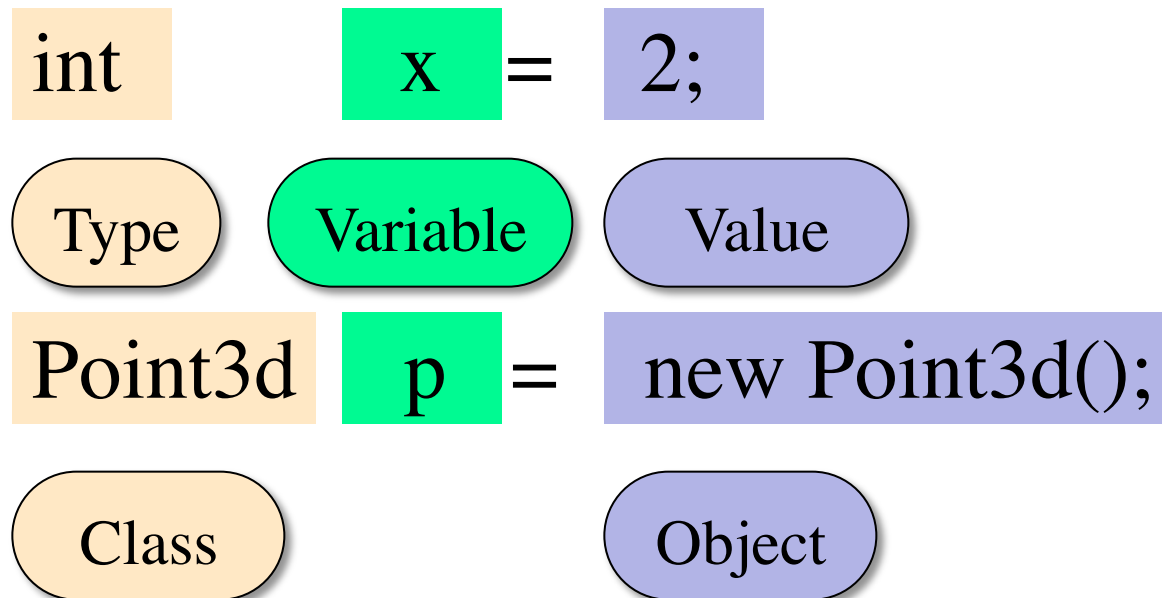 int x = 2;
Type Variable Value
Point3d p = new Point3d();
Class Object